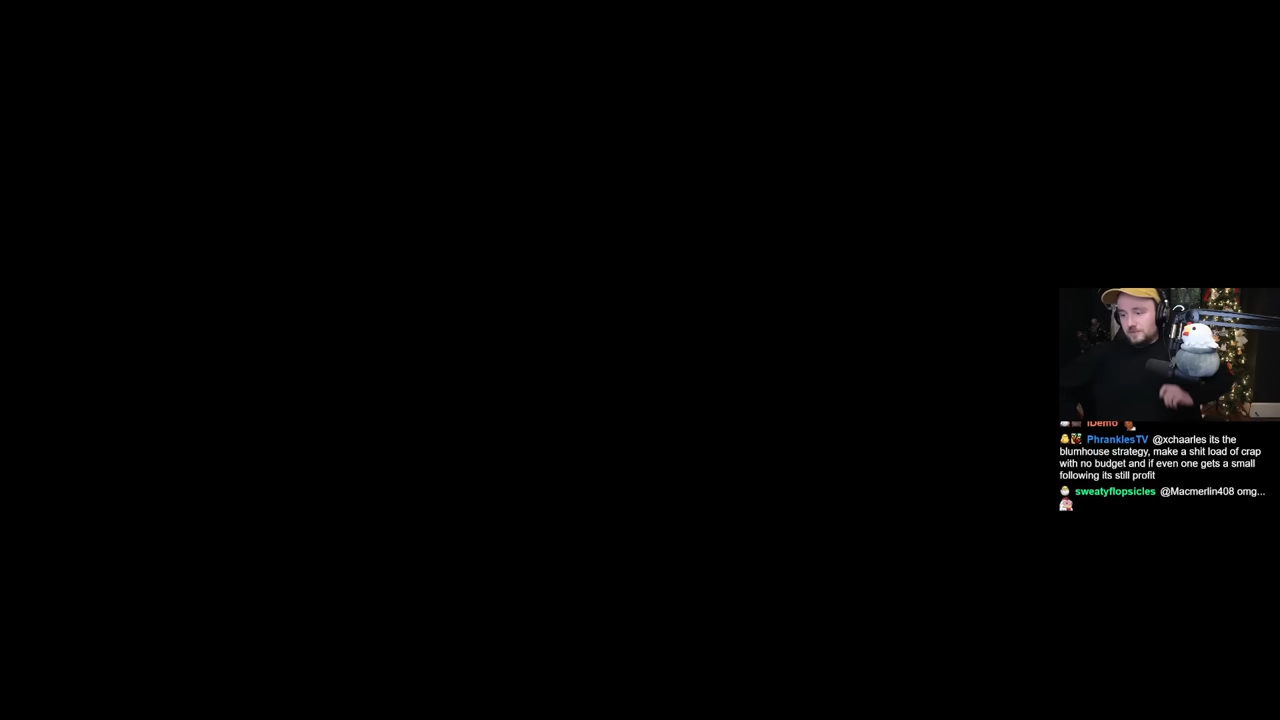 iDemo
PhranklesTV @xchaarles its the
blumhouse strategy, make a shit load of crap
with no budget and if even one gets a small
following its still profit
sweatyflopsicles @Macmerlin408 omg...